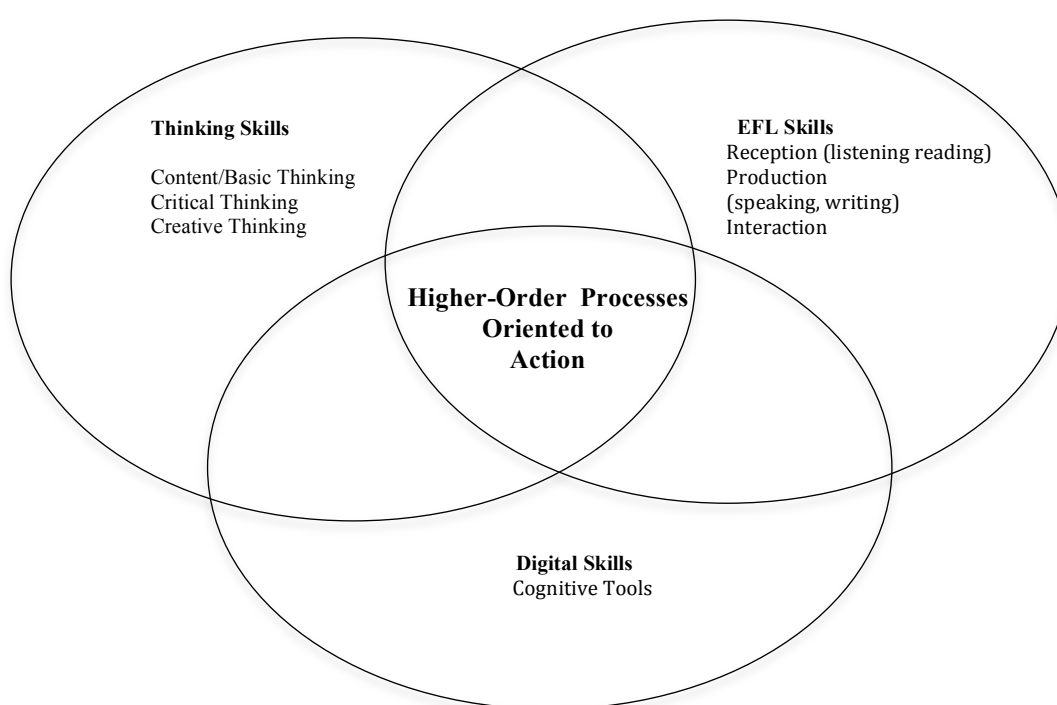 Thinking Skills
Content/Basic Thinking
Critical Thinking
Creative Thinking
EFL Skills
Reception (listening reading)
Production
(speaking, writing)
Interaction
Higher-Order Processes
Oriented to
Action
Digital Skills
Cognitive Tools